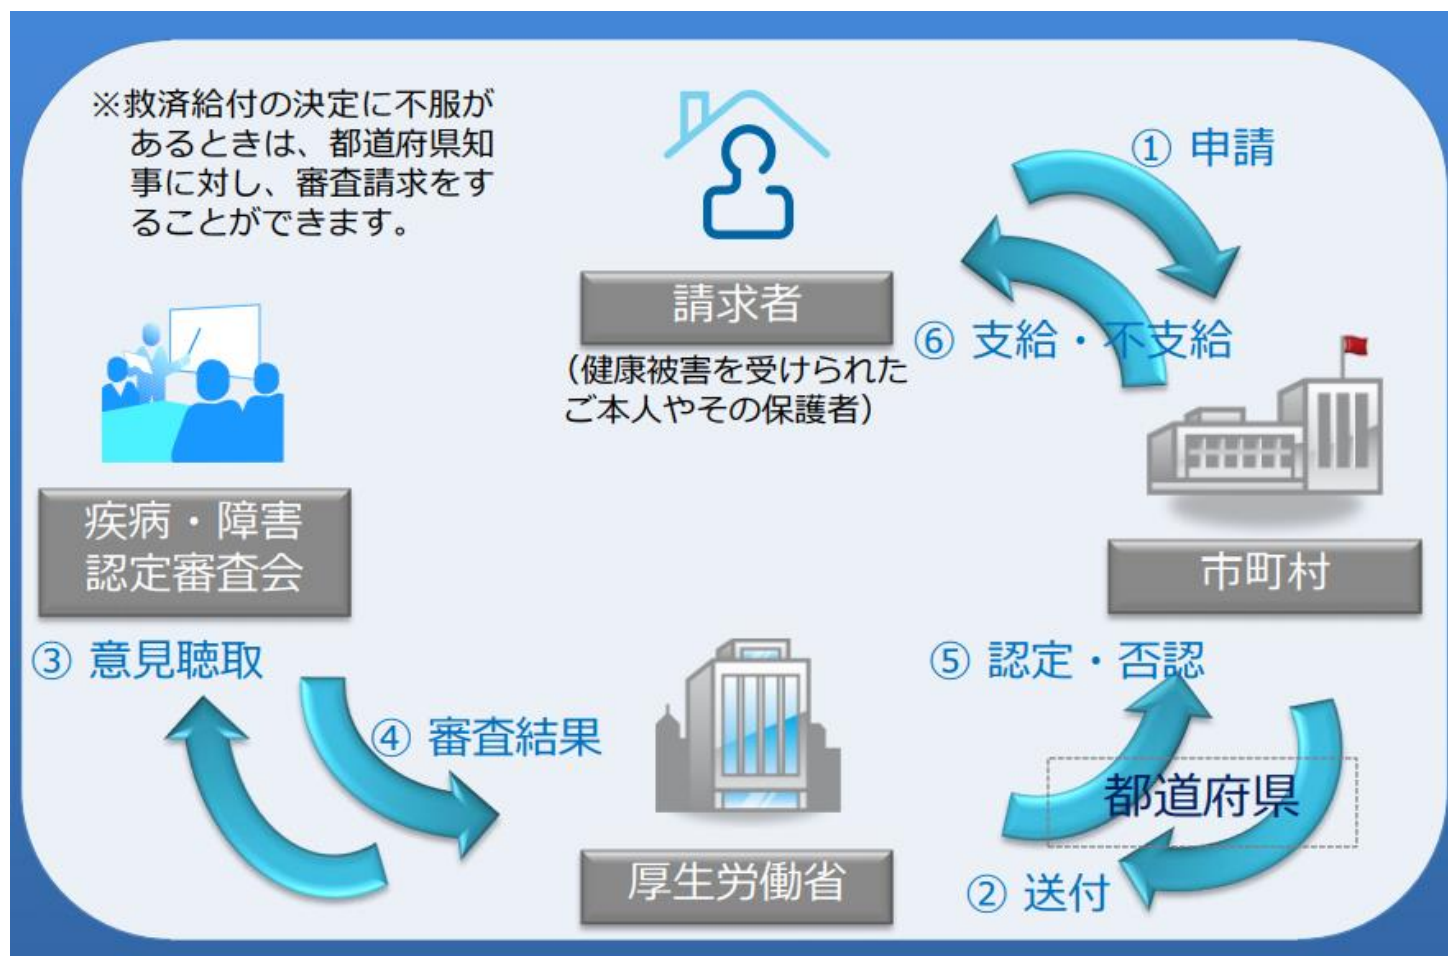 ※救済給付の決定に不服が
あるときは、都道府県知
事に対し、審査請求をす
ることができます。
① 申請
請求者
（健康被害を受けられた
ご本人やその保護者）
⑥ 支給・不支給
疾病・障害
認定審査会
市町村
③ 意見聴取
④ 審査結果
⑤ 認定・否認
都道府県
② 送付
厚生労働省